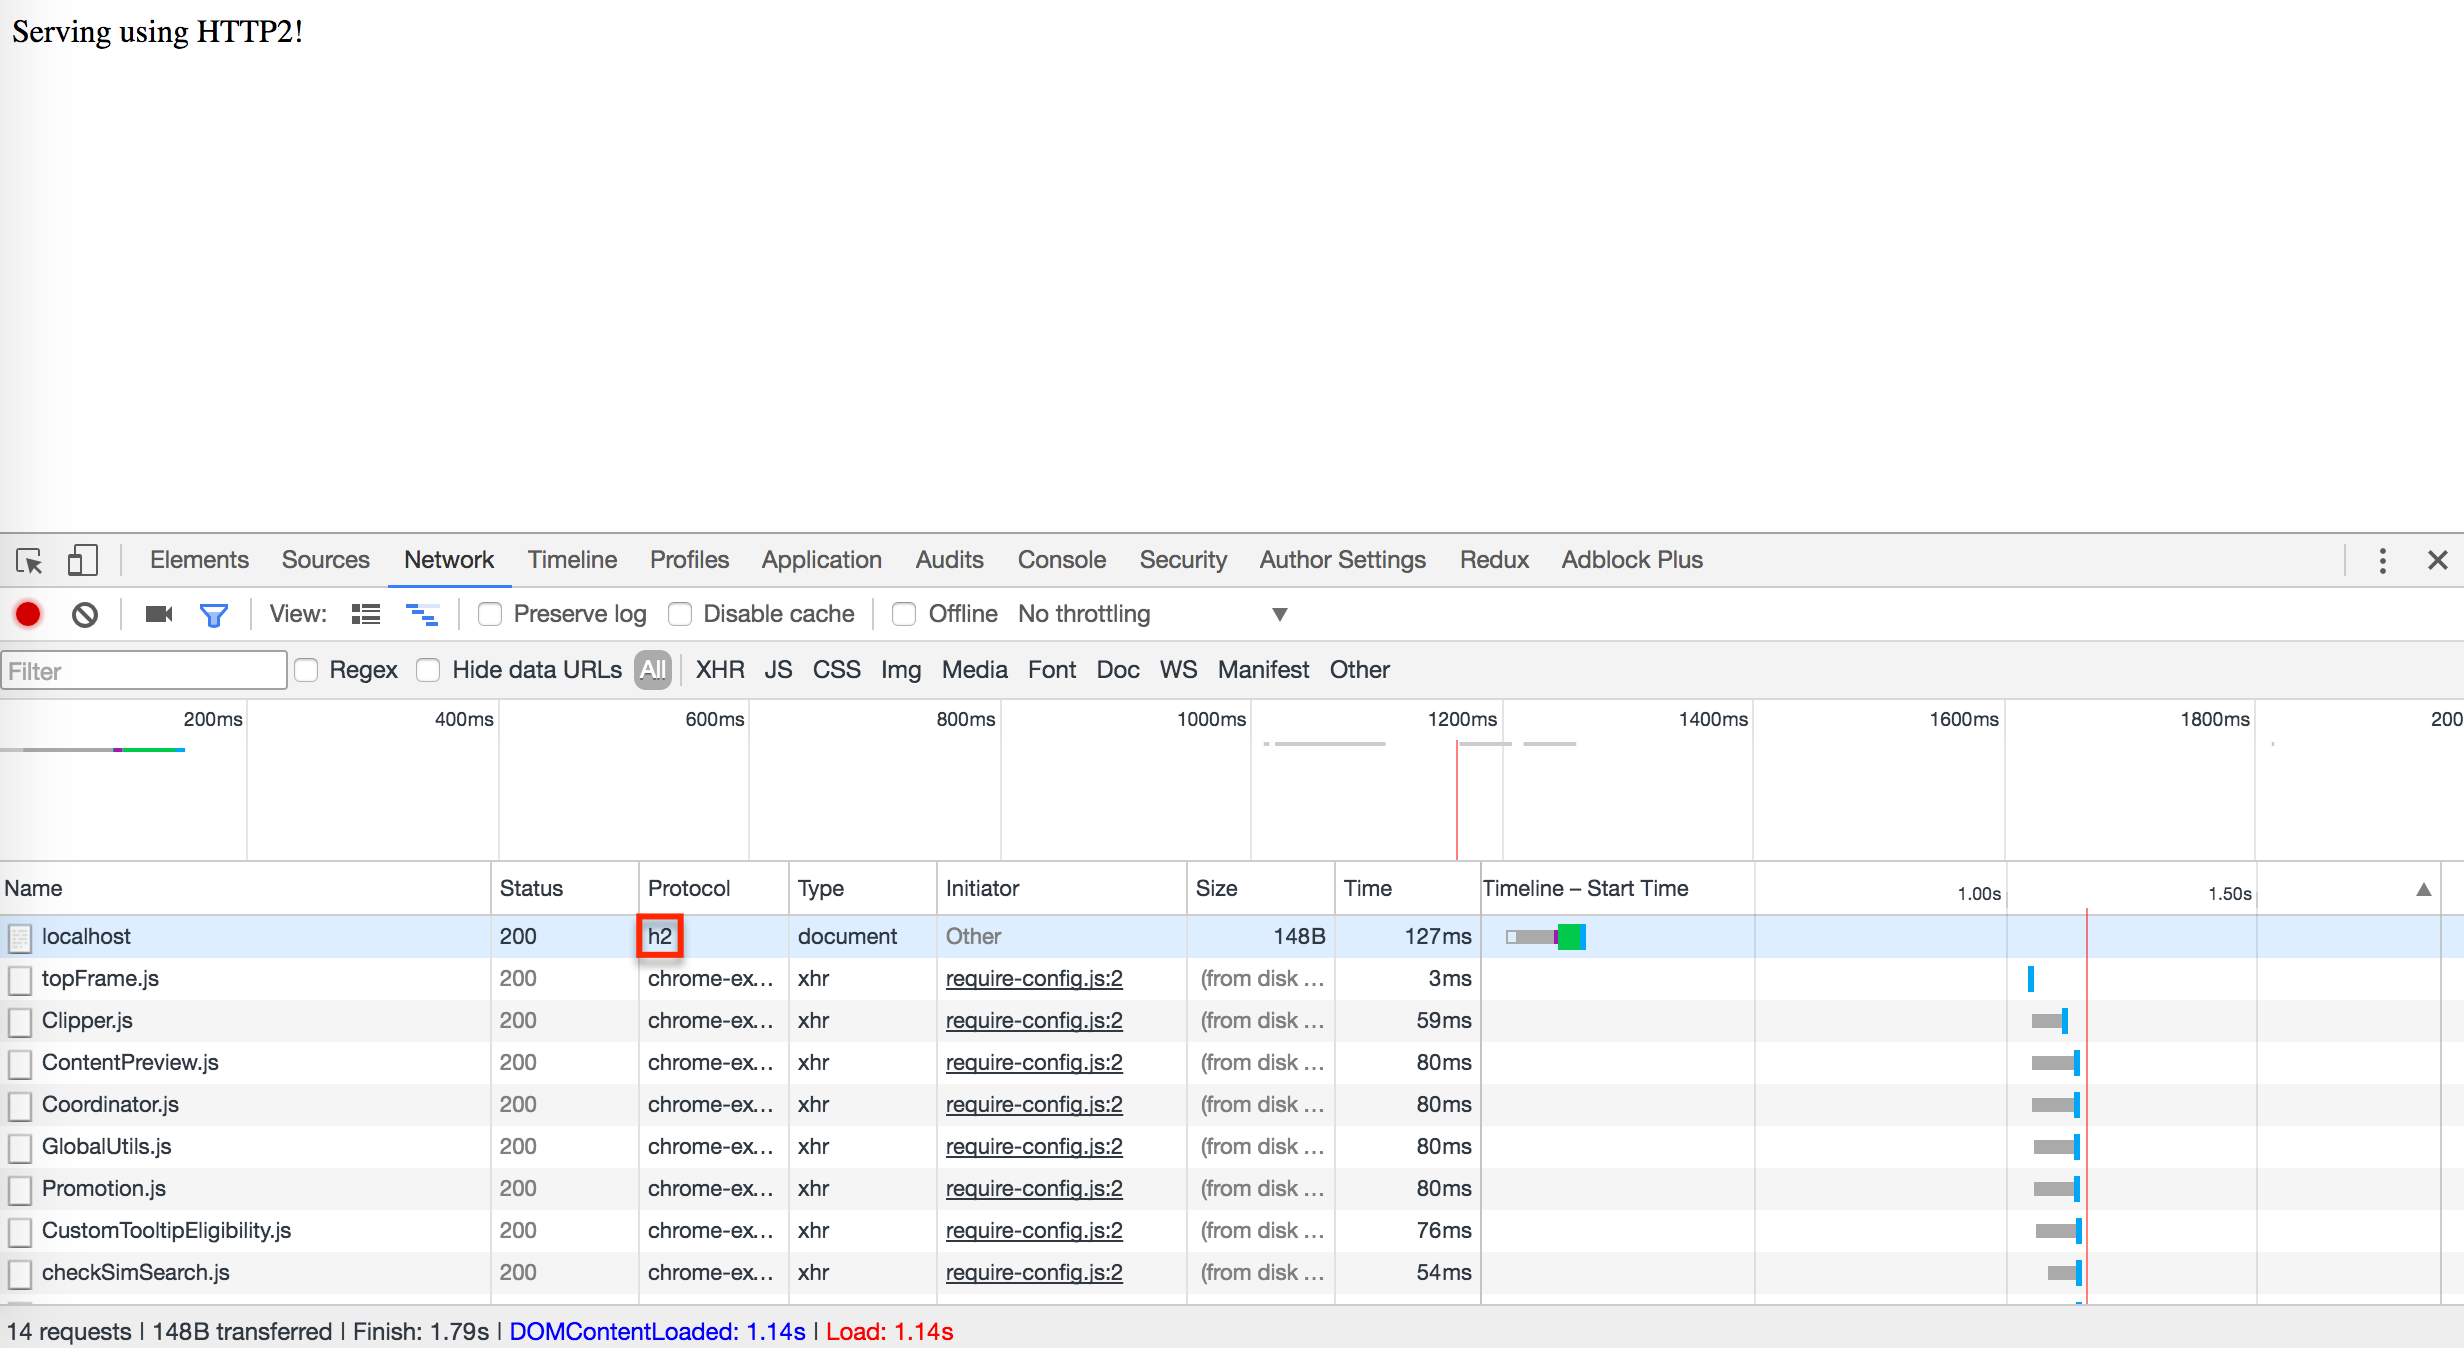 Serving using HTTP2!
Elements Sources Network Timeline Profiles Application Audits Console Security Author Settings Redux Adblock Plus
View: Preserve log Disable cache Offline No throttling
Filter Regex Hide data URLs All XHR JS CSS Img Media Font Doc WS Manifest Other
200ms 400ms 600ms 800ms 1000ms 1200ms 1400ms 1600ms 1800ms 200
Name Status Protocol Type Initiator Size Time Timeline – Start Time 1.00s 1.50s
localhost 200 h2 document Other 148B 127ms
topFrame.js 200 chrome-ex... xhr require-config.js:2 (from disk ... 3ms
Clipper.js 200 chrome-ex... xhr require-config.js:2 (from disk ... 59ms
ContentPreview.js 200 chrome-ex... xhr require-config.js:2 (from disk ... 80ms
Coordinator.js 200 chrome-ex... xhr require-config.js:2 (from disk ... 80ms
GlobalUtils.js 200 chrome-ex... xhr require-config.js:2 (from disk ... 80ms
Promotion.js 200 chrome-ex... xhr require-config.js:2 (from disk ... 80ms
CustomTooltipEligibility.js 200 chrome-ex... xhr require-config.js:2 (from disk ... 76ms
checkSimSearch.js 200 chrome-ex... xhr require-config.js:2 (from disk ... 54ms
14 requests | 148B transferred | Finish: 1.79s | DOMContentLoaded: 1.14s | Load: 1.14s